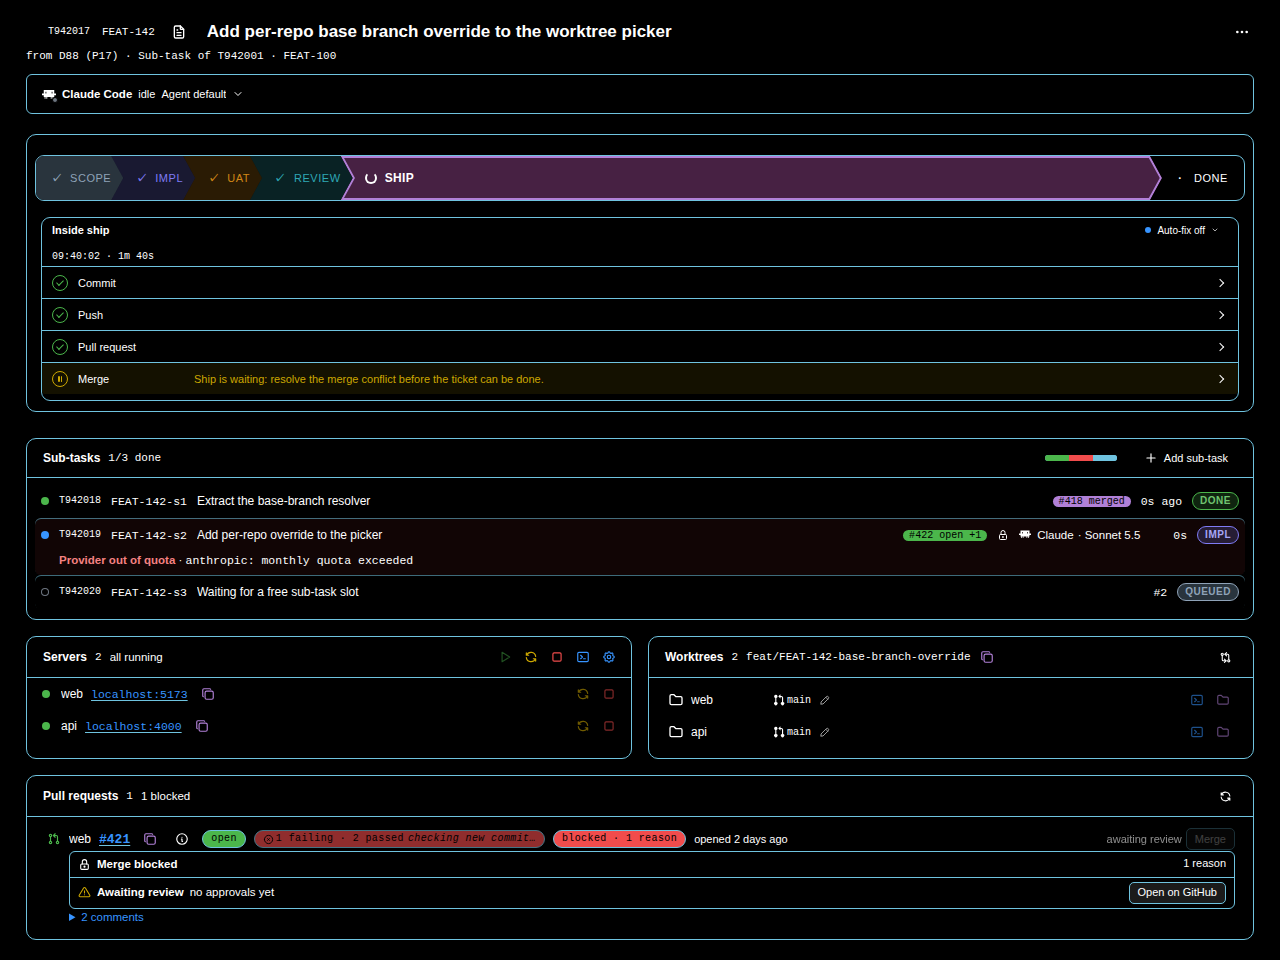 T942017 FEAT-142 Add per-repo base branch override to the worktree picker
from D88 (P17) · Sub-task of T942001 · FEAT-100
Claude Code idle Agent default
SCOPE IMPL UAT REVIEW SHIP · DONE
Inside ship Auto-fix off
09:40:02 · 1m 40s
Commit
Push
Pull request
Merge Ship is waiting: resolve the merge conflict before the ticket can be done.
Sub-tasks 1/3 done Add sub-task
T942018 FEAT-142-s1 Extract the base-branch resolver #418 merged 0s ago DONE
T942019 FEAT-142-s2 Add per-repo override to the picker #422 open +1 Claude · Sonnet 5.5 0s IMPL
Provider out of quota · anthropic: monthly quota exceeded
T942020 FEAT-142-s3 Waiting for a free sub-task slot #2 QUEUED
Servers 2 all running
web localhost:5173
api localhost:4000
Worktrees 2 feat/FEAT-142-base-branch-override
web main
api main
Pull requests 1 1 blocked
web #421 open 1 failing · 2 passed checking new commit… blocked · 1 reason opened 2 days ago awaiting review Merge
Merge blocked 1 reason
Awaiting review no approvals yet Open on GitHub
2 comments